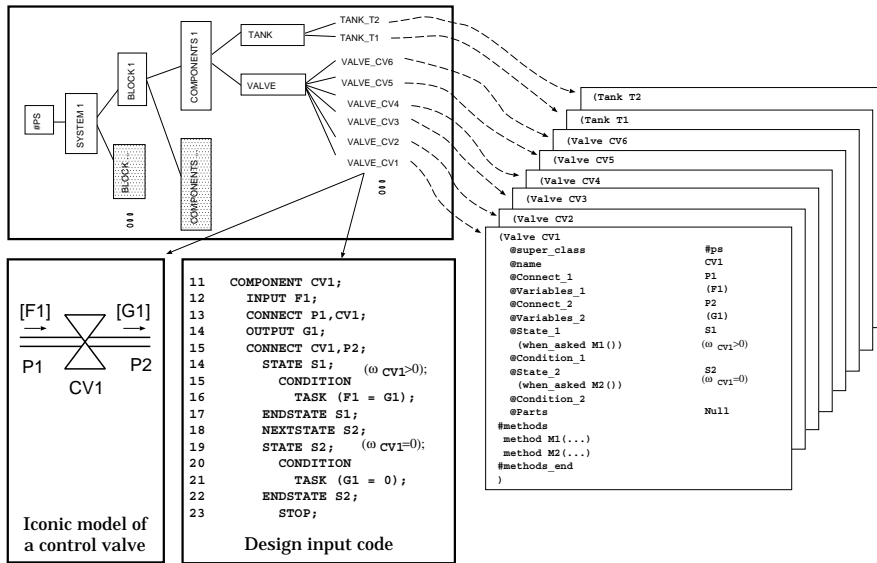 #PS
SYSTEM 1
BLOCK 1
BLOCK ...
000
COMPONENTS 1
COMPONENTS...
TANK
VALVE
TANK_T2
TANK_T1
VALVE_CV6
VALVE_CV5
VALVE_CV4
VALVE_CV3
VALVE_CV2
VALVE_CV1
000
(Tank T2
(Tank T1
(Valve CV6
(Valve CV5
(Valve CV4
(Valve CV3
(Valve CV2
(Valve CV1
@super_class #ps
@name CV1
@Connect_1 P1
@Variables_1 (F1)
@Connect_2 P2
@Variables_2 (G1)
@State_1 S1
(when_asked M1()) (ω CV1>0)
@Condition_1
@State_2 S2
(when_asked M2()) (ω CV1=0)
@Condition_2
@Parts Null
#methods
method M1(...)
method M2(...)
#methods_end
)
[F1] [G1]
P1 P2
CV1
Iconic model of
a control valve
11 COMPONENT CV1;
12 INPUT F1;
13 CONNECT P1,CV1;
14 OUTPUT G1;
15 CONNECT CV1,P2;
14 STATE S1; (ω CV1>0);
15 CONDITION
16 TASK (F1 = G1);
17 ENDSTATE S1;
18 NEXTSTATE S2;
19 STATE S2; (ω CV1=0);
20 CONDITION
21 TASK (G1 = 0);
22 ENDSTATE S2;
23 STOP;
Design input code